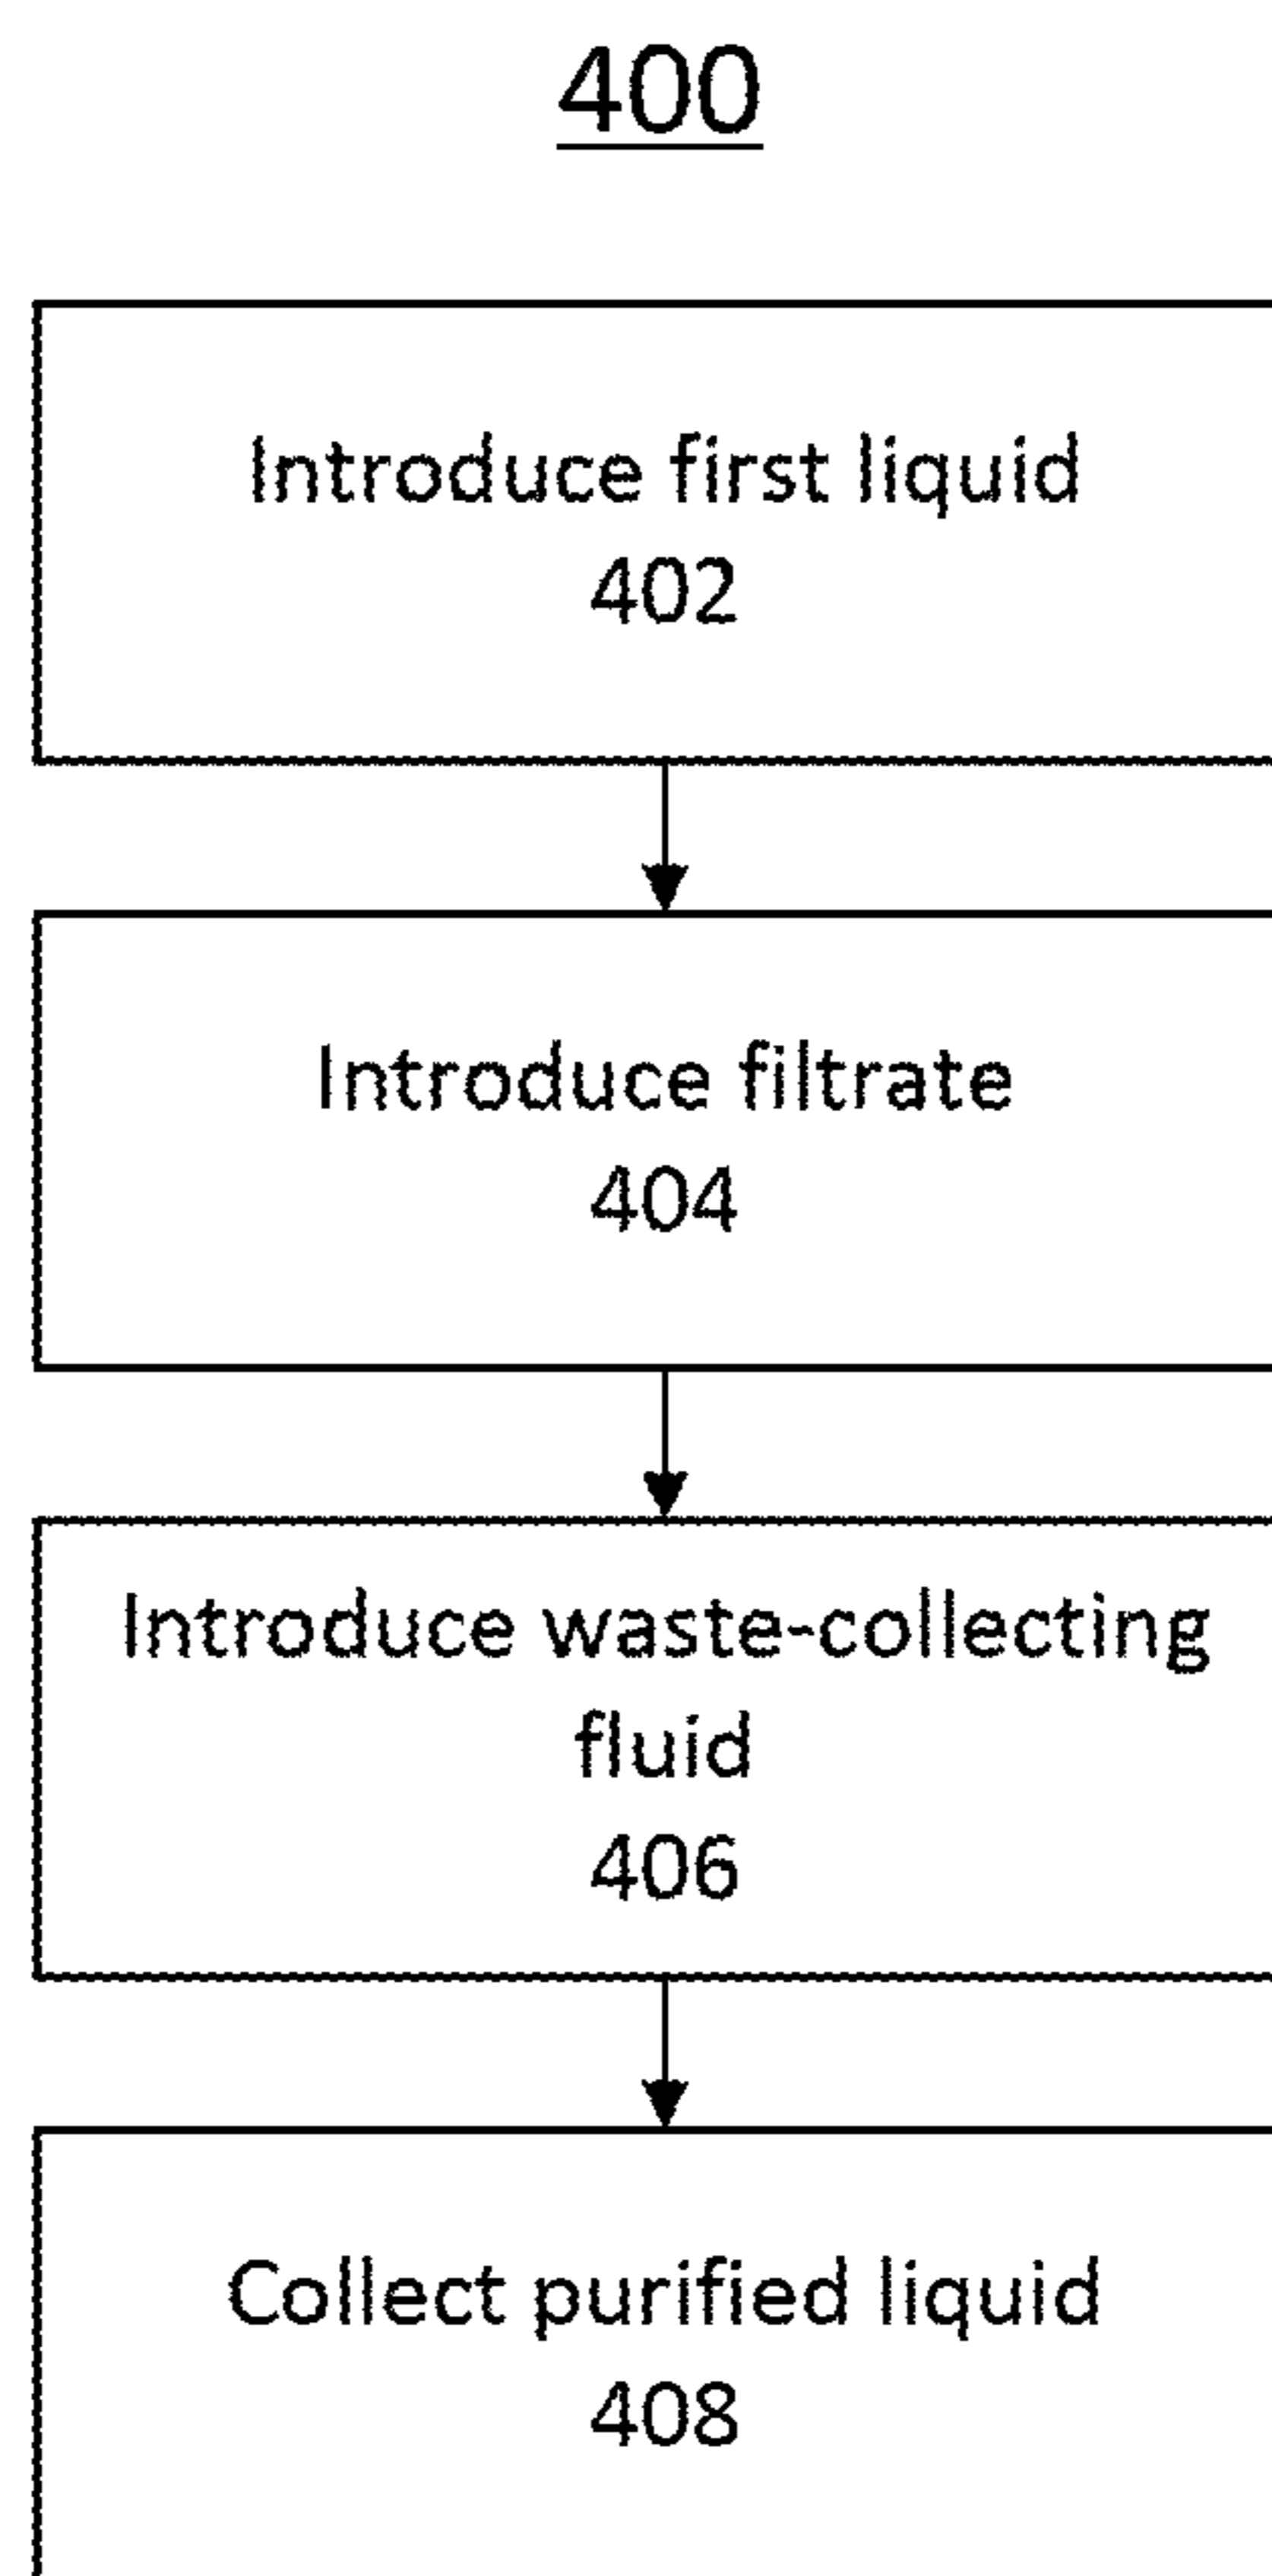 400
Introduce first liquid
402
Introduce filtrate
404
Introduce waste-collecting
fluid
406
Collect purified liquid
408